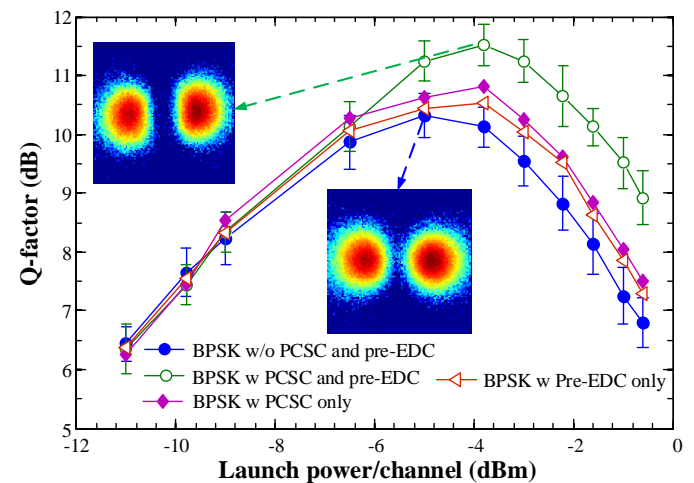 12
11
10
9
8
7
6
5
Q-factor (dB)
BPSK w/o PCSC and pre-EDC
BPSK w PCSC and pre-EDC
BPSK w Pre-EDC only
BPSK w PCSC only
-12 -10 -8 -6 -4 -2 0
Launch power/channel (dBm)